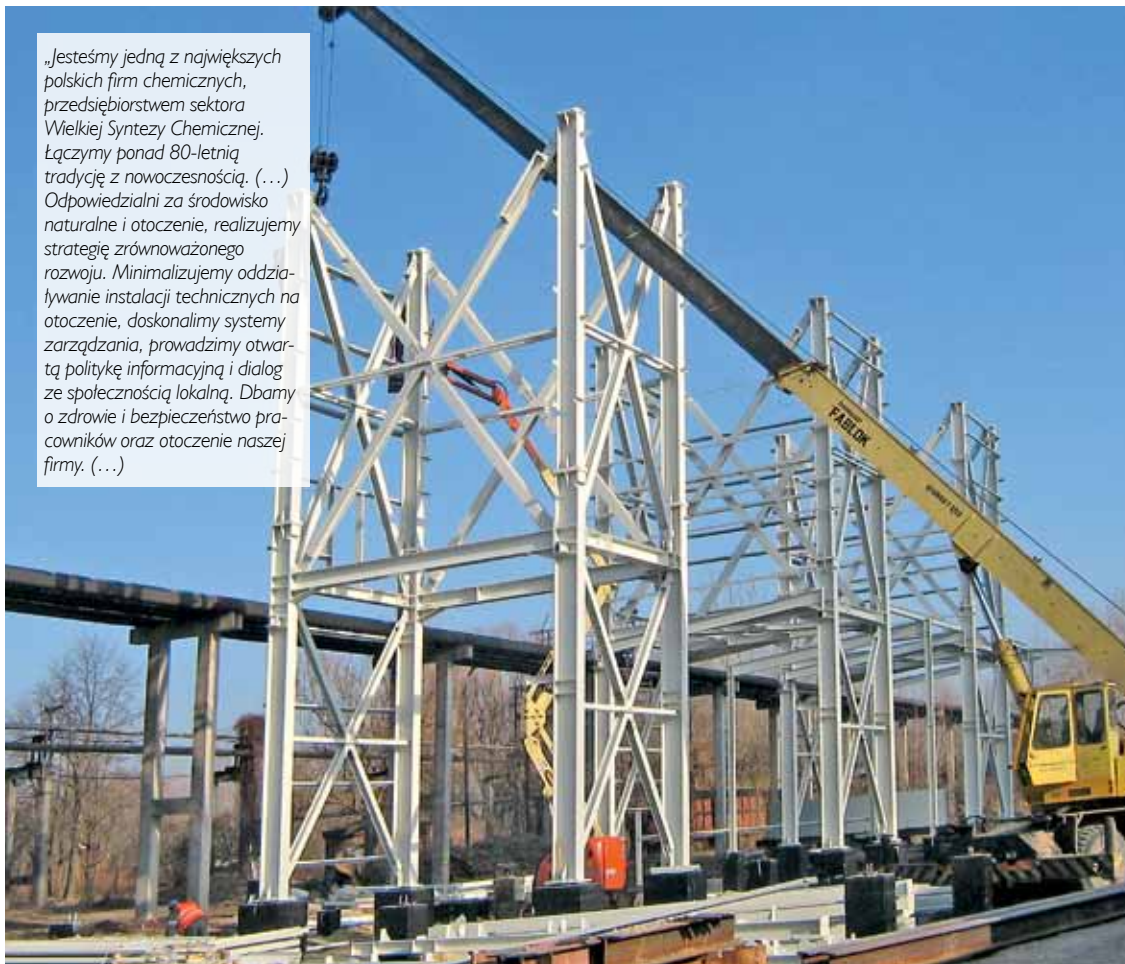 „Jesteśmy jedną z największych
polskich firm chemicznych,
przedsiębiorstwem sektora
Wielkiej Syntezy Chemicznej.
Łączymy ponad 80-letnią
tradycję z nowoczesnością. (…)
Odpowiedzialni za środowisko
naturalne i otoczenie, realizujemy
strategię zrównoważonego
rozwoju. Minimalizujemy oddzia-
ływanie instalacji technicznych na
otoczenie, doskonalimy systemy
zarządzania, prowadzimy otwar-
tą politykę informacyjną i dialog
ze społecznością lokalną. Dbamy
o zdrowie i bezpieczeństwo pra-
cowników oraz otoczenie naszej
firmy. (…)
FABLOK